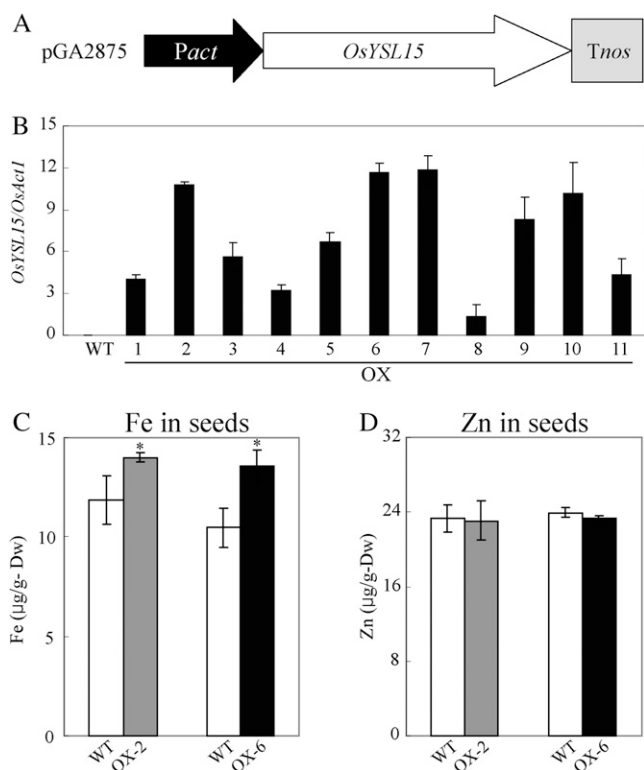 A
pGA2875
Pact
OsYSL15
Tnos
B
OsYSL15/OsAct1
15
12
9
6
3
0
WT 1 2 3 4 5 6 7 8 9 10 11
OX
C
Fe in seeds
Fe (µg/g- Dw)
15
10
5
0
*
*
WT OX-2 WT OX-6
D
Zn in seeds
Zn (µg/g- Dw)
32
24
16
8
0
WT OX-2 WT OX-6